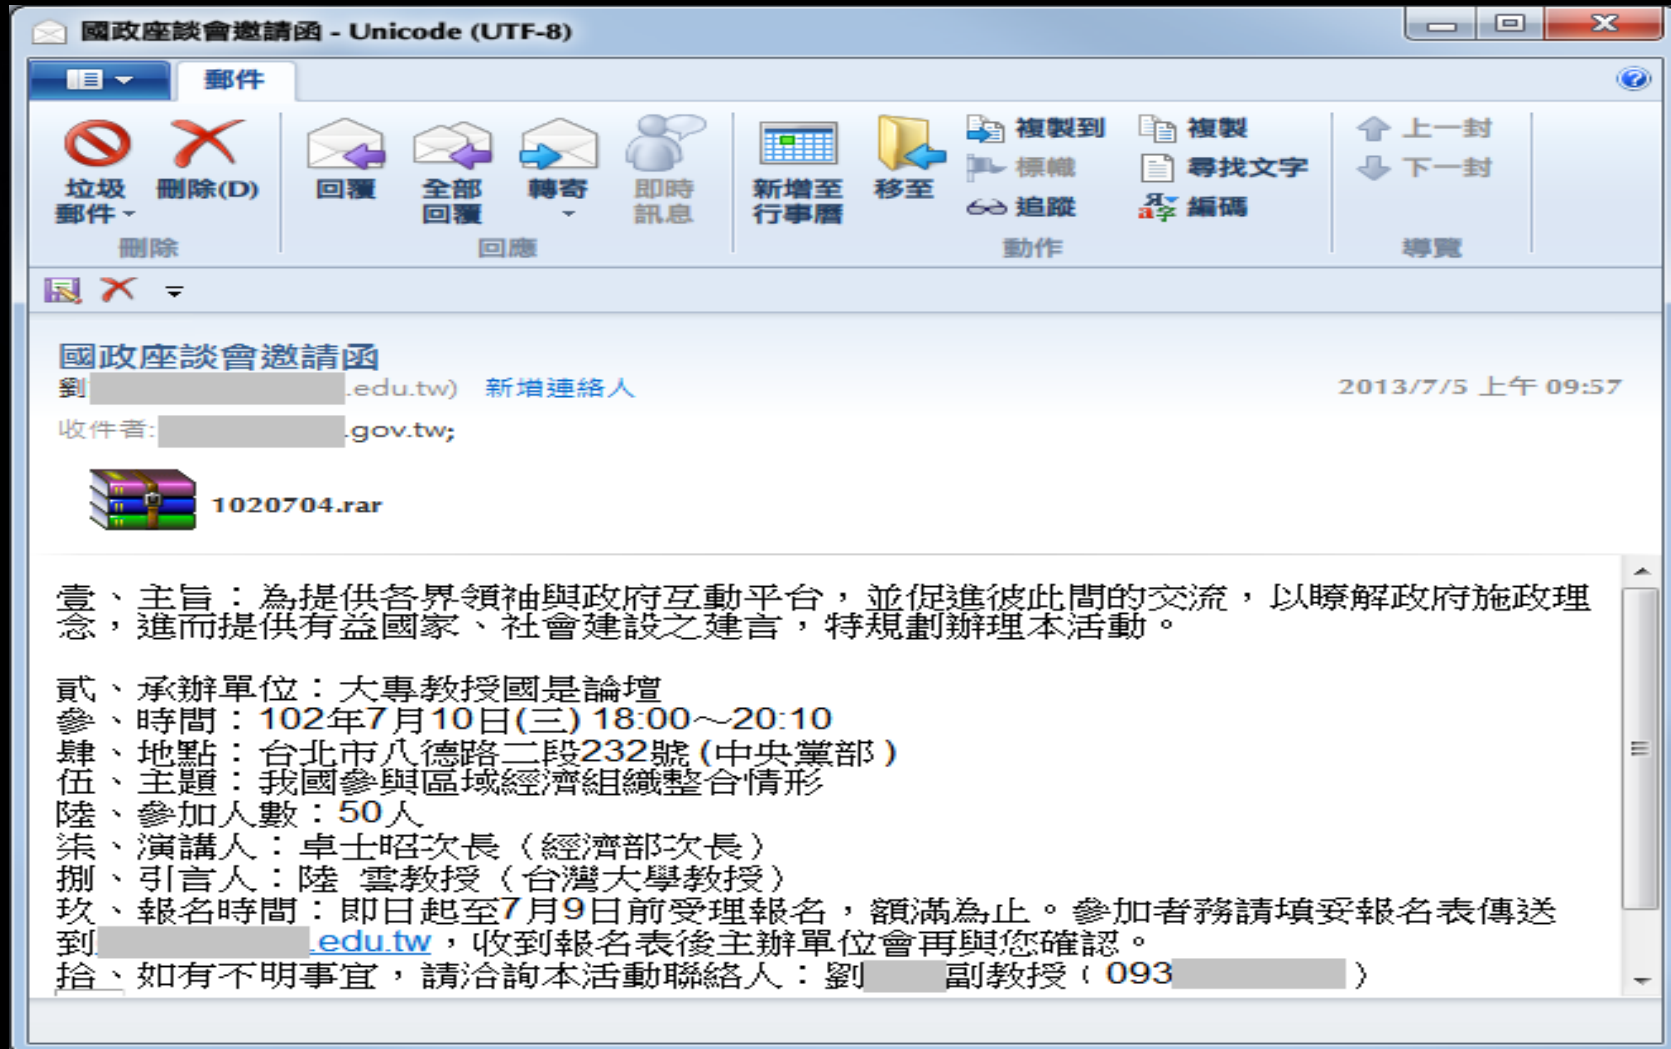 國政座談會邀請函 - Unicode (UTF-8)
郵件
垃圾郵件
刪除(D)
回覆
全部回覆
轉寄
即時訊息
新增至行事曆
移至
複製到
標幟
追蹤
複製
尋找文字
編碼
上一封
下一封
刪除
回應
動作
導覽
國政座談會邀請函
劉 .edu.tw) 新增連絡人 2013/7/5 上午 09:57
收件者: .gov.tw;
1020704.rar
壹、主旨：為提供各界領袖與政府互動平台，並促進彼此間的交流，以瞭解政府施政理
念，進而提供有益國家、社會建設之建言，特規劃辦理本活動。
貳、承辦單位：大專教授國是論壇
參、時間：102年7月10日(三) 18:00～20:10
肆、地點：台北市八德路二段232號 (中央黨部 )
伍、主題：我國參與區域經濟組織整合情形
陸、參加人數：50人
柒、演講人：卓士昭次長（經濟部次長）
捌、引言人：陸 雲教授（台灣大學教授）
玖、報名時間：即日起至7月9日前受理報名，額滿為止。參加者務請填妥報名表傳送
到 .edu.tw，收到報名表後主辦單位會再與您確認。
拾、如有不明事宜，請洽詢本活動聯絡人：劉 副教授（093 ）